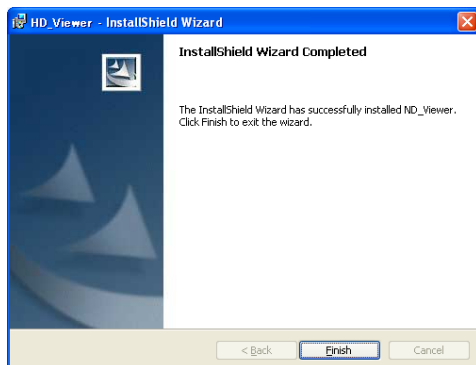 HD_Viewer - InstallShield Wizard
InstallShield Wizard Completed
The InstallShield Wizard has successfully installed ND_Viewer.
Click Finish to exit the wizard.
< Back
Finish
Cancel